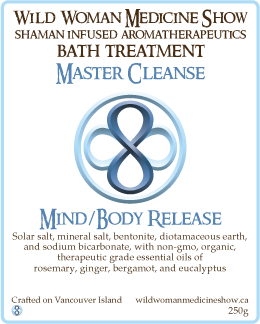 Wild Woman Medicine Show
shaman infused aromatherapeutics
bath treatment
Master Cleanse
Mind/Body Release
Solar salt, mineral salt, bentonite, diotamaceous earth,
and sodium bicarbonate, with non-gmo, organic,
therapeutic grade essential oils of
rosemary, ginger, bergamot, and eucalyptus
Crafted on Vancouver Island wildwomanmedicineshow.ca
250g